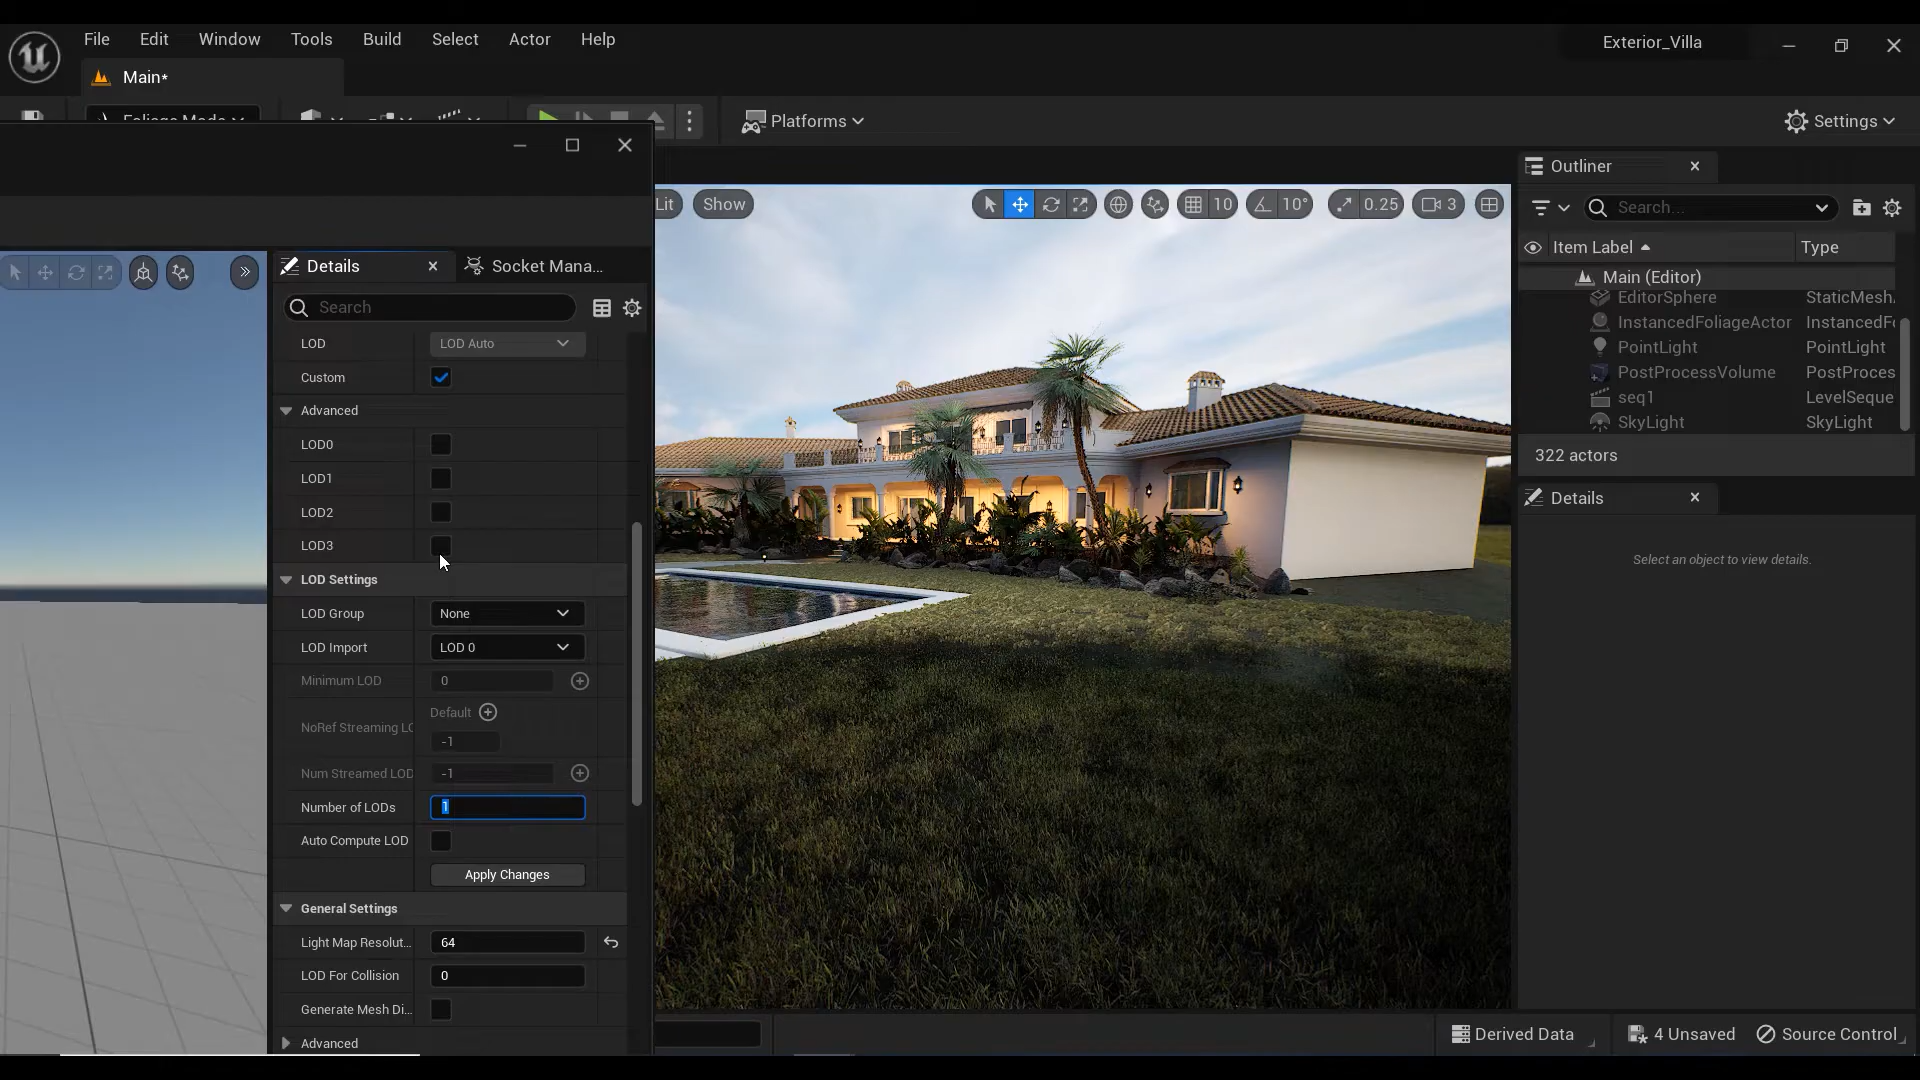 File Edit Window Tools Build Select Actor Help
Exterior_Villa
Main*
Foliage Mode
Platforms
Settings
Outliner
Lit
Show
10
10°
0.25
3
Search...
Item Label
Type
Main (Editor)
EditorSphere StaticMesh
InstancedFoliageActor InstancedFo
PointLight PointLight
PostProcessVolume PostProces
seq1 LevelSeque
SkyLight SkyLight
322 actors
Details
Select an object to view details.
Details
Socket Mana...
Search
LOD LOD Auto
Custom
Advanced
LOD0
LOD1
LOD2
LOD3
LOD Settings
LOD Group None
LOD Import LOD 0
Minimum LOD 0
Default
NoRef Streaming LO
-1
Num Streamed LOD -1
Number of LODs 1
Auto Compute LOD
Apply Changes
General Settings
Light Map Resolut... 64
LOD For Collision 0
Generate Mesh Di...
Advanced
Derived Data
4 Unsaved
Source Control